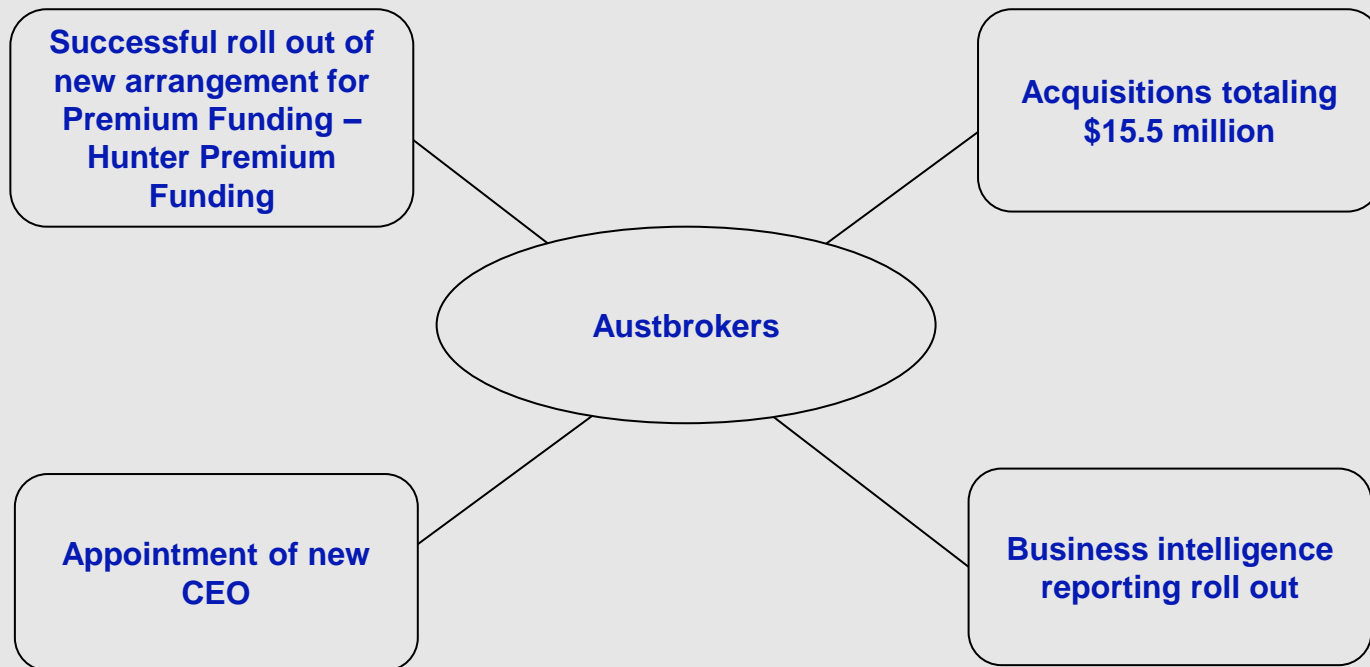 Successful roll out of
new arrangement for
Premium Funding –
Hunter Premium
Funding
Acquisitions totaling
$15.5 million
Austbrokers
Appointment of new
CEO
Business intelligence
reporting roll out